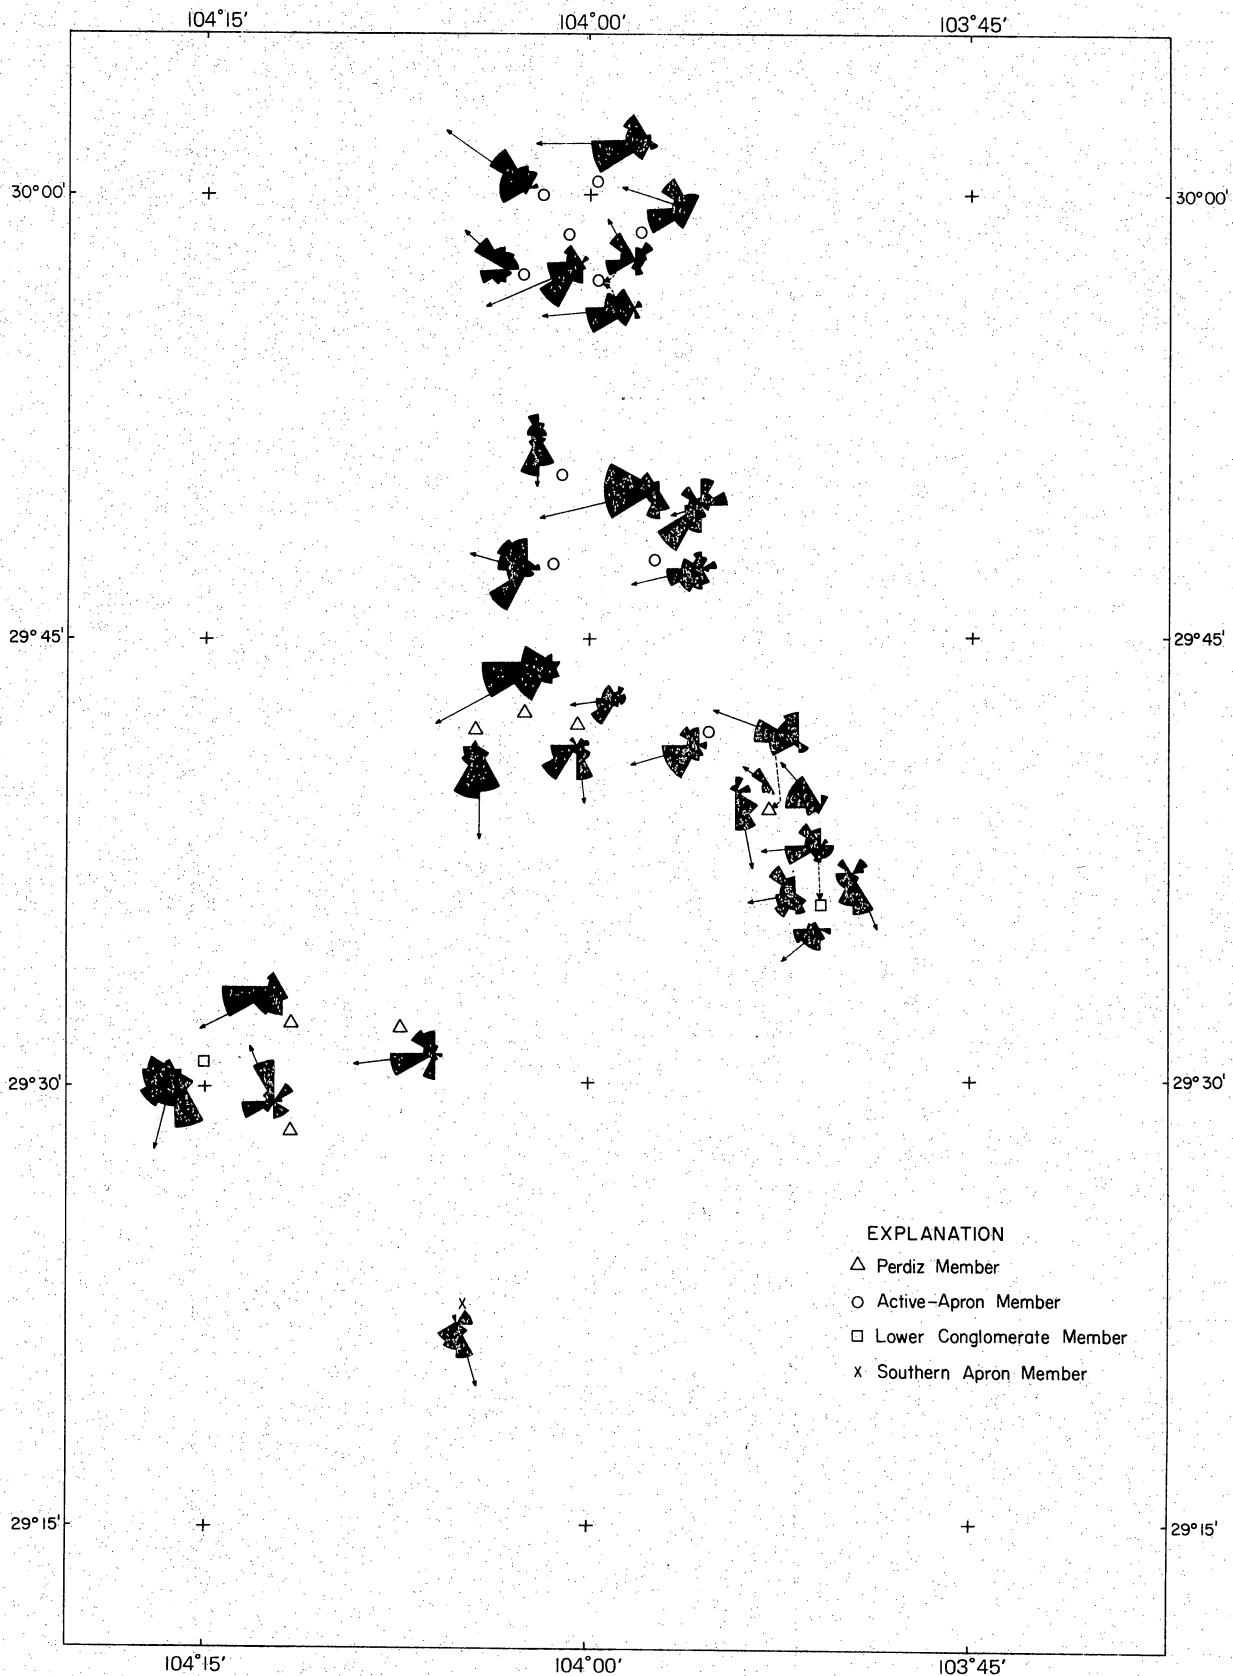 104°15' 104°00' 103°45'
30°00' 30°00'
29°45' 29°45'
29°30' 29°30'
EXPLANATION
△ Perdiz Member
○ Active-Apron Member
□ Lower Conglomerate Member
x Southern Apron Member
29°15' 29°15'
104°15' 104°00' 103°45'